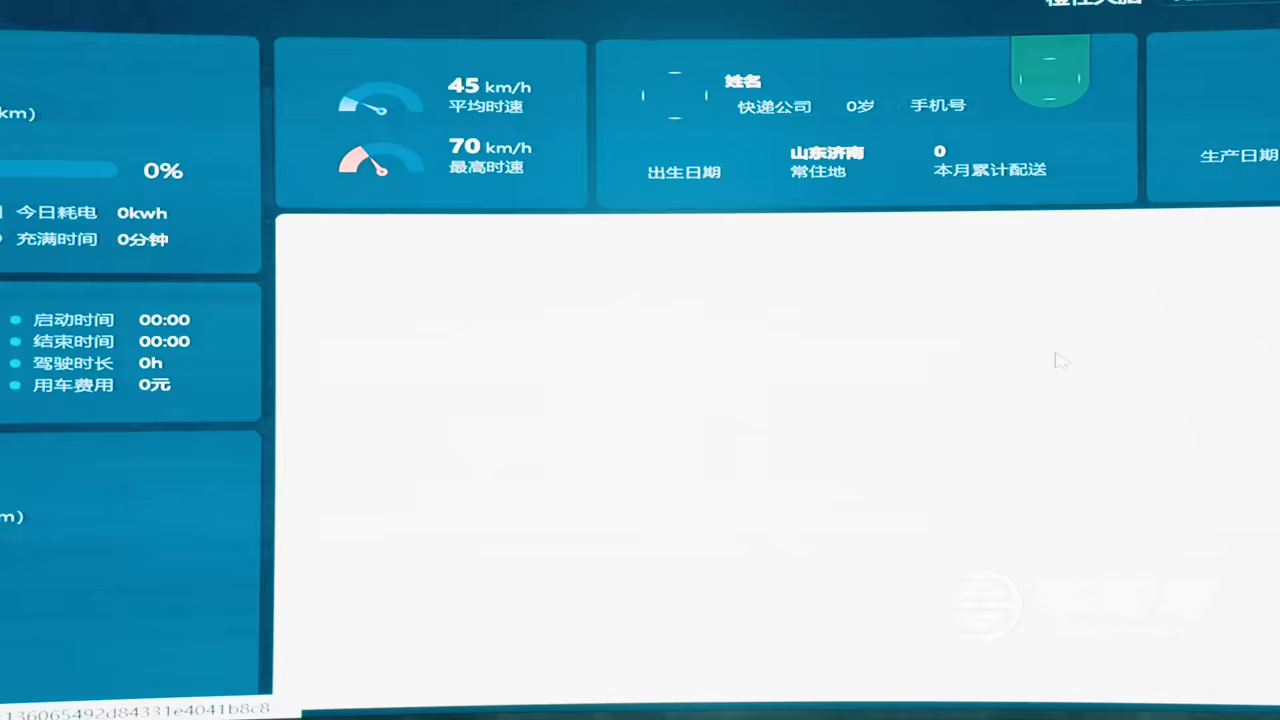 km)
0%
今日耗电 0kwh
充满时间 0分钟
启动时间 00:00
结束时间 00:00
驾驶时长 0h
用车费用 0元
m)
45 km/h
平均时速
70 km/h
最高时速
姓名
快递公司 0岁 手机号
出生日期
山东济南
常住地
0
本月累计配送
生产日期
136065492d84331e4041b8c8